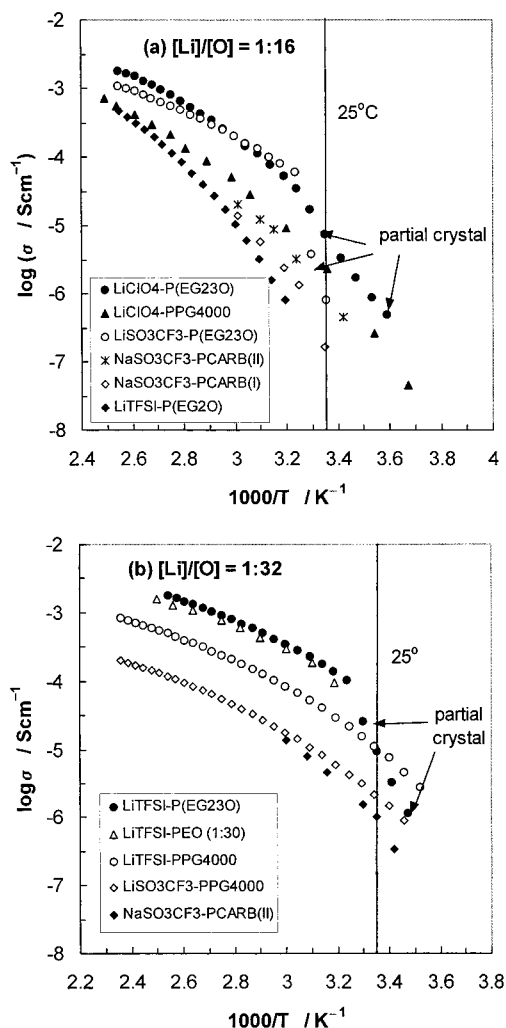 (a) [Li]/[O] = 1:16
25°C
partial crystal
log (σ / Scm⁻¹)
-2
-3
-4
-5
-6
-7
-8
LiClO4-P(EG23O)
LiClO4-PPG4000
LiSO3CF3-P(EG23O)
NaSO3CF3-PCARB(II)
NaSO3CF3-PCARB(I)
LiTFSI-P(EG2O)
2.4 2.6 2.8 3 3.2 3.4 3.6 3.8 4
1000/T / K⁻¹
(b) [Li]/[O] = 1:32
25°
partial
crystal
logσ / Scm⁻¹
-2
-3
-4
-5
-6
-7
-8
LiTFSI-P(EG23O)
LiTFSI-PEO (1:30)
LiTFSI-PPG4000
LiSO3CF3-PPG4000
NaSO3CF3-PCARB(II)
2.2 2.4 2.6 2.8 3.0 3.2 3.4 3.6 3.8
1000/T / K⁻¹